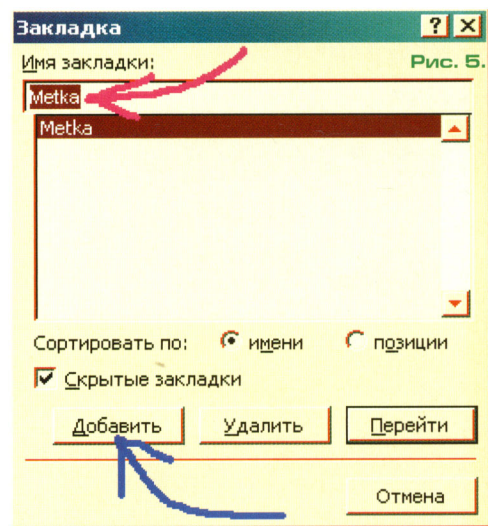 Закладка
Имя закладки:
Рис. 5.
Metka
Metka
Сортировать по: имени позиции
Скрытые закладки
Добавить Удалить Перейти
Отмена